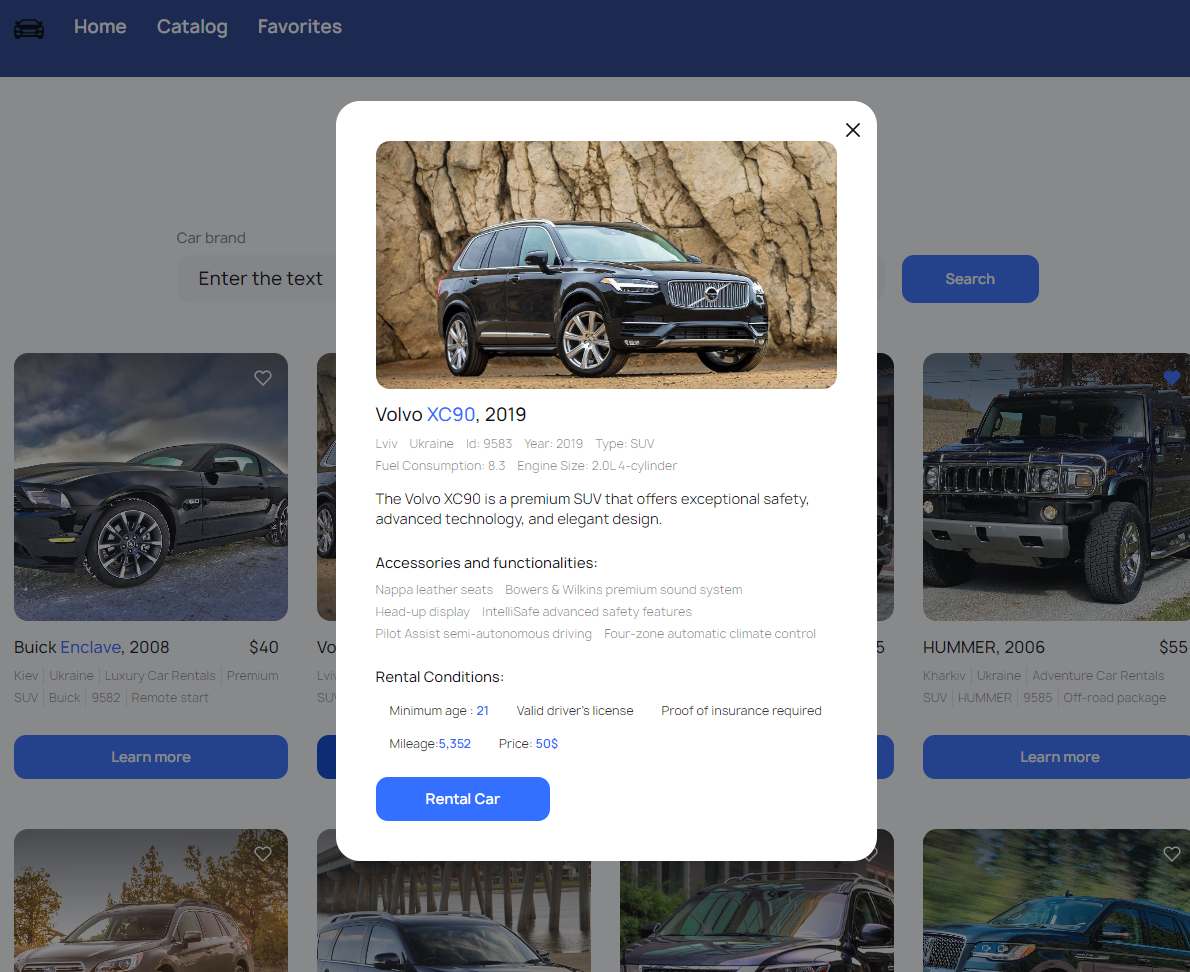 Home Catalog Favorites
Car brand
Enter the text
Search
Volvo XC90, 2019
Lviv Ukraine Id: 9583 Year: 2019 Type: SUV
Fuel Consumption: 8.3 Engine Size: 2.0L 4-cylinder
The Volvo XC90 is a premium SUV that offers exceptional safety,
advanced technology, and elegant design.
Accessories and functionalities:
Nappa leather seats Bowers & Wilkins premium sound system
Head-up display IntelliSafe advanced safety features
Pilot Assist semi-autonomous driving Four-zone automatic climate control
Rental Conditions:
Minimum age : 21 Valid driver's license Proof of insurance required
Mileage:5,352 Price: 50$
Rental Car
Buick Enclave, 2008 $40
Kiev Ukraine Luxury Car Rentals Premium
SUV Buick 9582 Remote start
Learn more
HUMMER, 2006 $55
Kharkiv Ukraine Adventure Car Rentals
SUV HUMMER 9585 Off-road package
Learn more